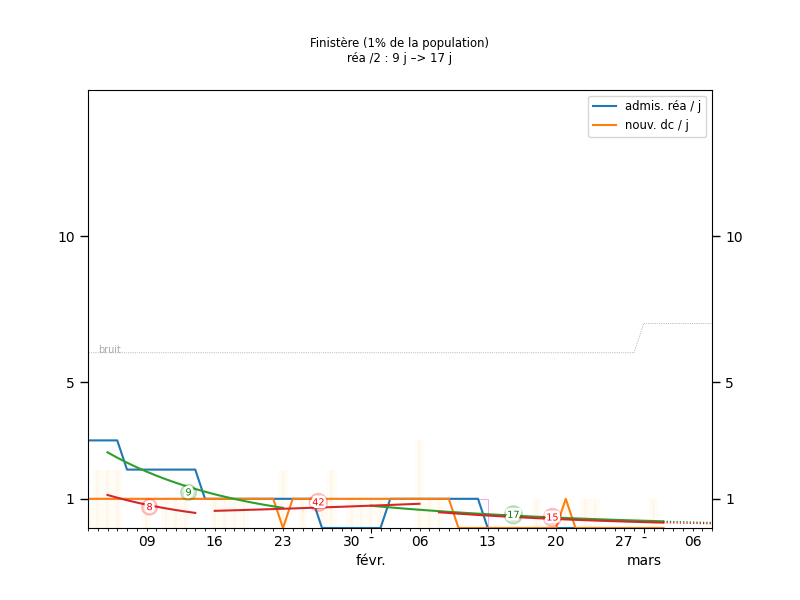 Finistère (1% de la population)
réa /2 : 9 j –> 17 j
admis. réa / j
nouv. dc / j
10 10
bruit
5 5
9 42
1 1
8 17 15
09 16 23 30 - 06 13 20 27 - 06
févr. mars